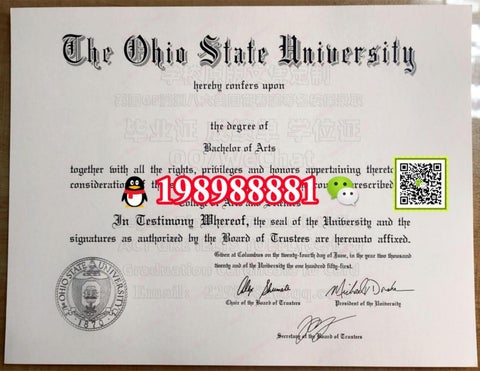 The Ohio State University
hereby confers upon
the degree of
毕业证 学位证
Bachelor of Arts
together with all the rights, privileges and honors appertaining thereto
consideration
198988881
College of Arts and
In Testimony Whereof, the seal of the University and the
signatures as authorized by the Board of Trustees are hereunto affixed.
Given at Columbus on the twenty-fourth day of June, in the year two thousand
twenty and of the University the one hundred fifty-first.
Graduation
Email:
THE OHIO STATE UNIVERSITY
1870
Chair of the Board of Trustees
President of the University
Secretary of the Board of Trustees